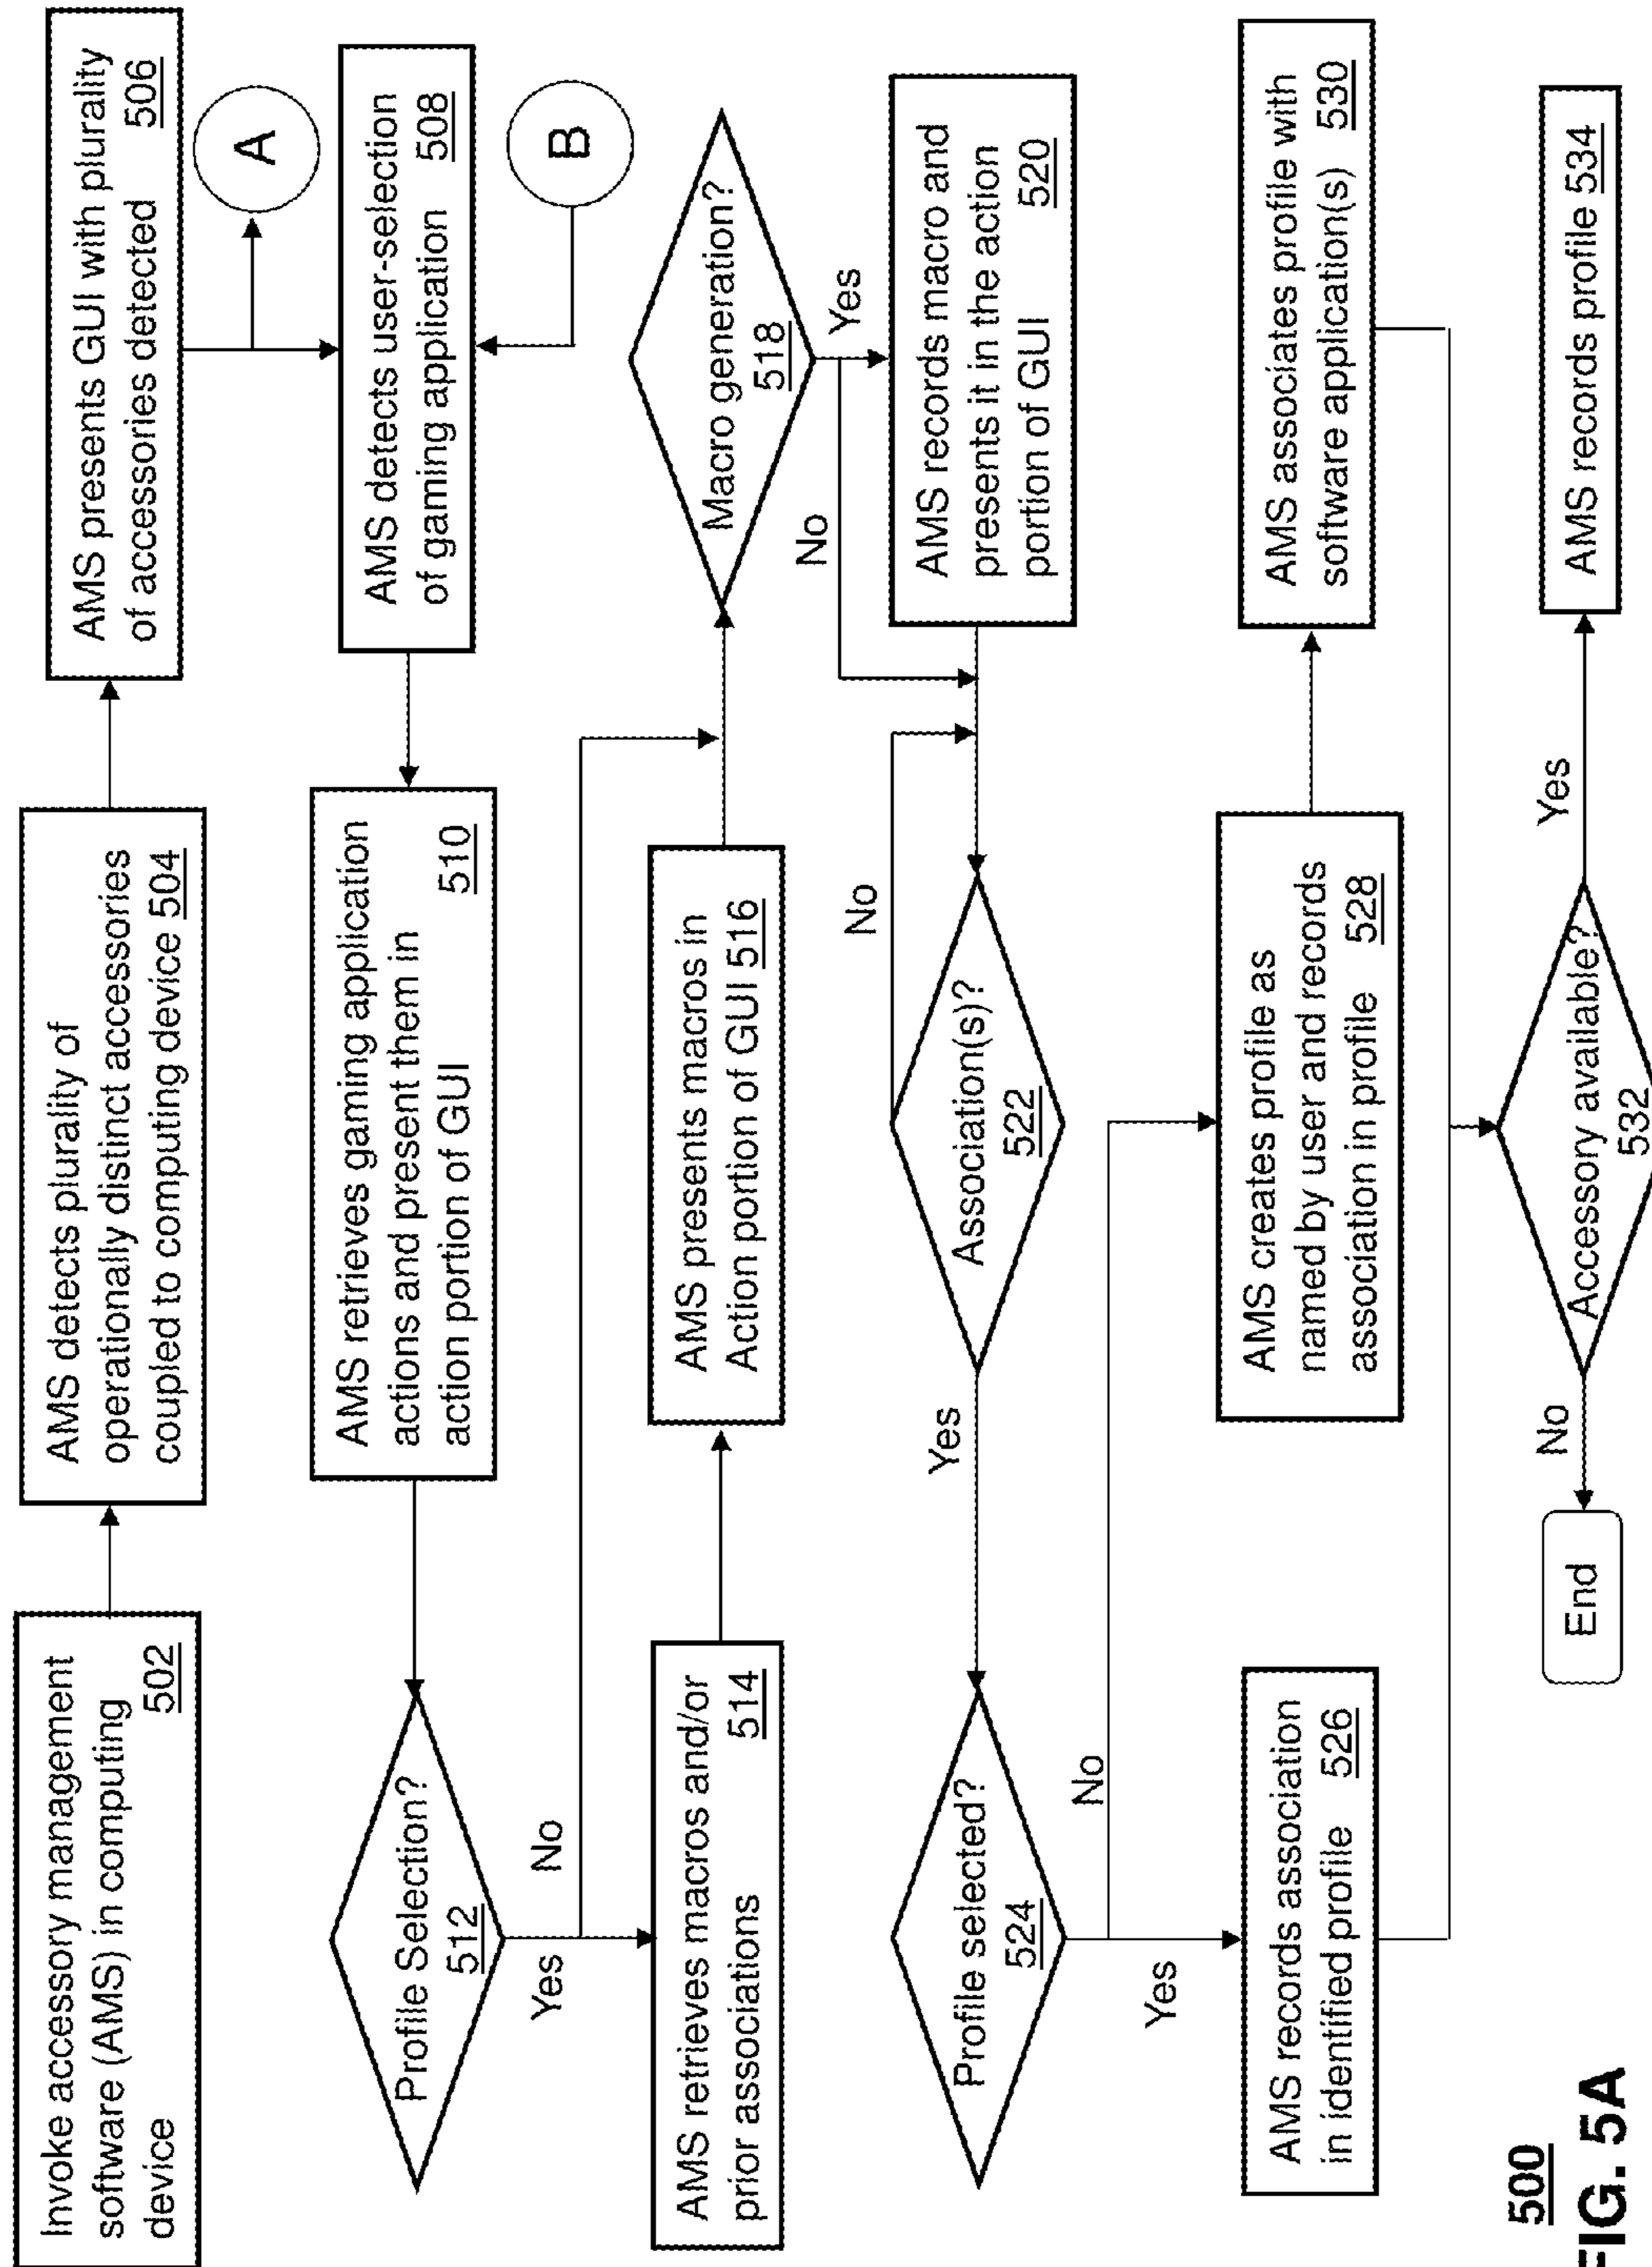 Invoke accessory management
software (AMS) in computing
device 502
AMS detects plurality of
operationally distinct accessories
coupled to computing device 504
AMS presents GUI with plurality
of accessories detected 506
A
AMS detects user-selection
of gaming application 508
B
AMS retrieves gaming application
actions and present them in
action portion of GUI 510
Profile Selection?
512
Yes
No
AMS retrieves macros and/or
prior associations 514
AMS presents macros in
Action portion of GUI 516
Macro generation?
518
No
Yes
AMS records macro and
presents it in the action
portion of GUI 520
Association(s)?
522
No
Yes
Profile selected?
524
No
Yes
AMS records association
in identified profile 526
AMS creates profile as
named by user and records
association in profile 528
AMS associates profile with
software application(s) 530
Accessory available?
532
No
Yes
End
AMS records profile 534
500
FIG. 5A